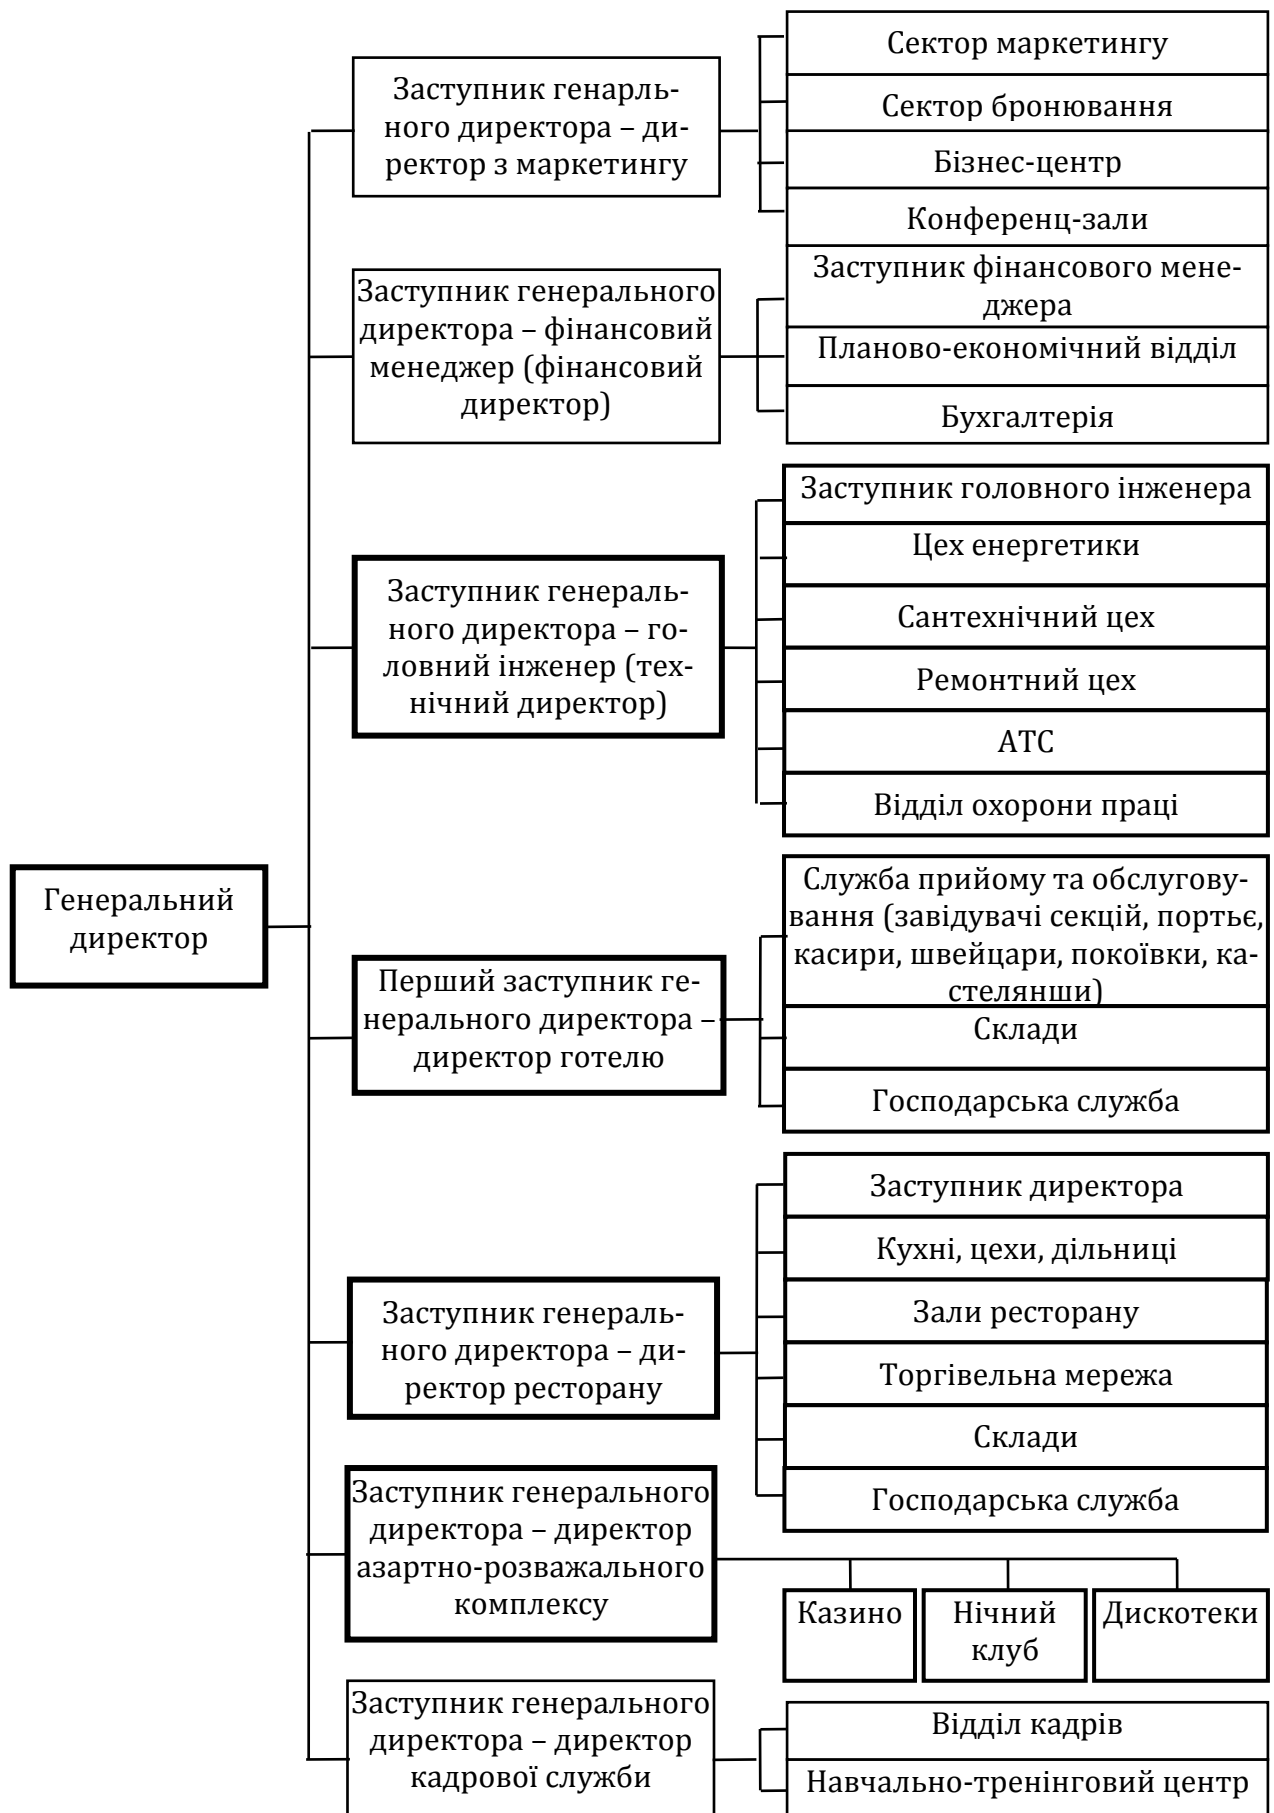 Генеральний
директор
Заступник генарль-
ного директора – ди-
ректор з маркетингу
Сектор маркетингу
Сектор бронювання
Бізнес-центр
Конференц-зали
Заступник генерального
директора – фінансовий
менеджер (фінансовий
директор)
Заступник фінансового мене-
джера
Планово-економічний відділ
Бухгалтерія
Заступник генераль-
ного директора – го-
ловний інженер (тех-
нічний директор)
Заступник головного інженера
Цех енергетики
Сантехнічний цех
Ремонтний цех
АТС
Відділ охорони праці
Перший заступник ге-
нерального директора –
директор готелю
Служба прийому та обслугову-
вання (завідувачі секцій, портьє,
касири, швейцари, покоївки, ка-
стелянши)
Склади
Господарська служба
Заступник генераль-
ного директора – ди-
ректор ресторану
Заступник директора
Кухні, цехи, дільниці
Зали ресторану
Торгівельна мережа
Склади
Господарська служба
Заступник генерального
директора – директор
азартно-розважального
комплексу
Казино
Нічний
клуб
Дискотеки
Заступник генерального
директора – директор
кадрової служби
Відділ кадрів
Навчально-тренінговий центр